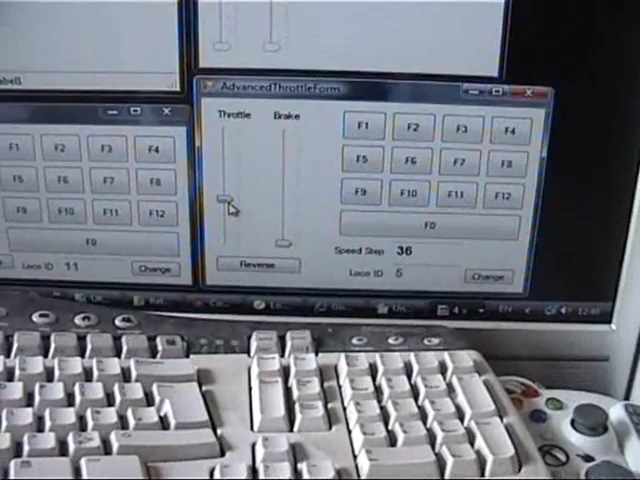 AdvancedThrottleForm
Throttle Brake
F1 F2 F3 F4
F5 F6 F7 F8
F9 F10 F11 F12
F0
Speed Step 36
Loco ID 5 Change
Reverse
F1 F2 F3 F4
F5 F6 F7 F8
F9 F10 F11 F12
F0
Loco ID 11 Change
EN